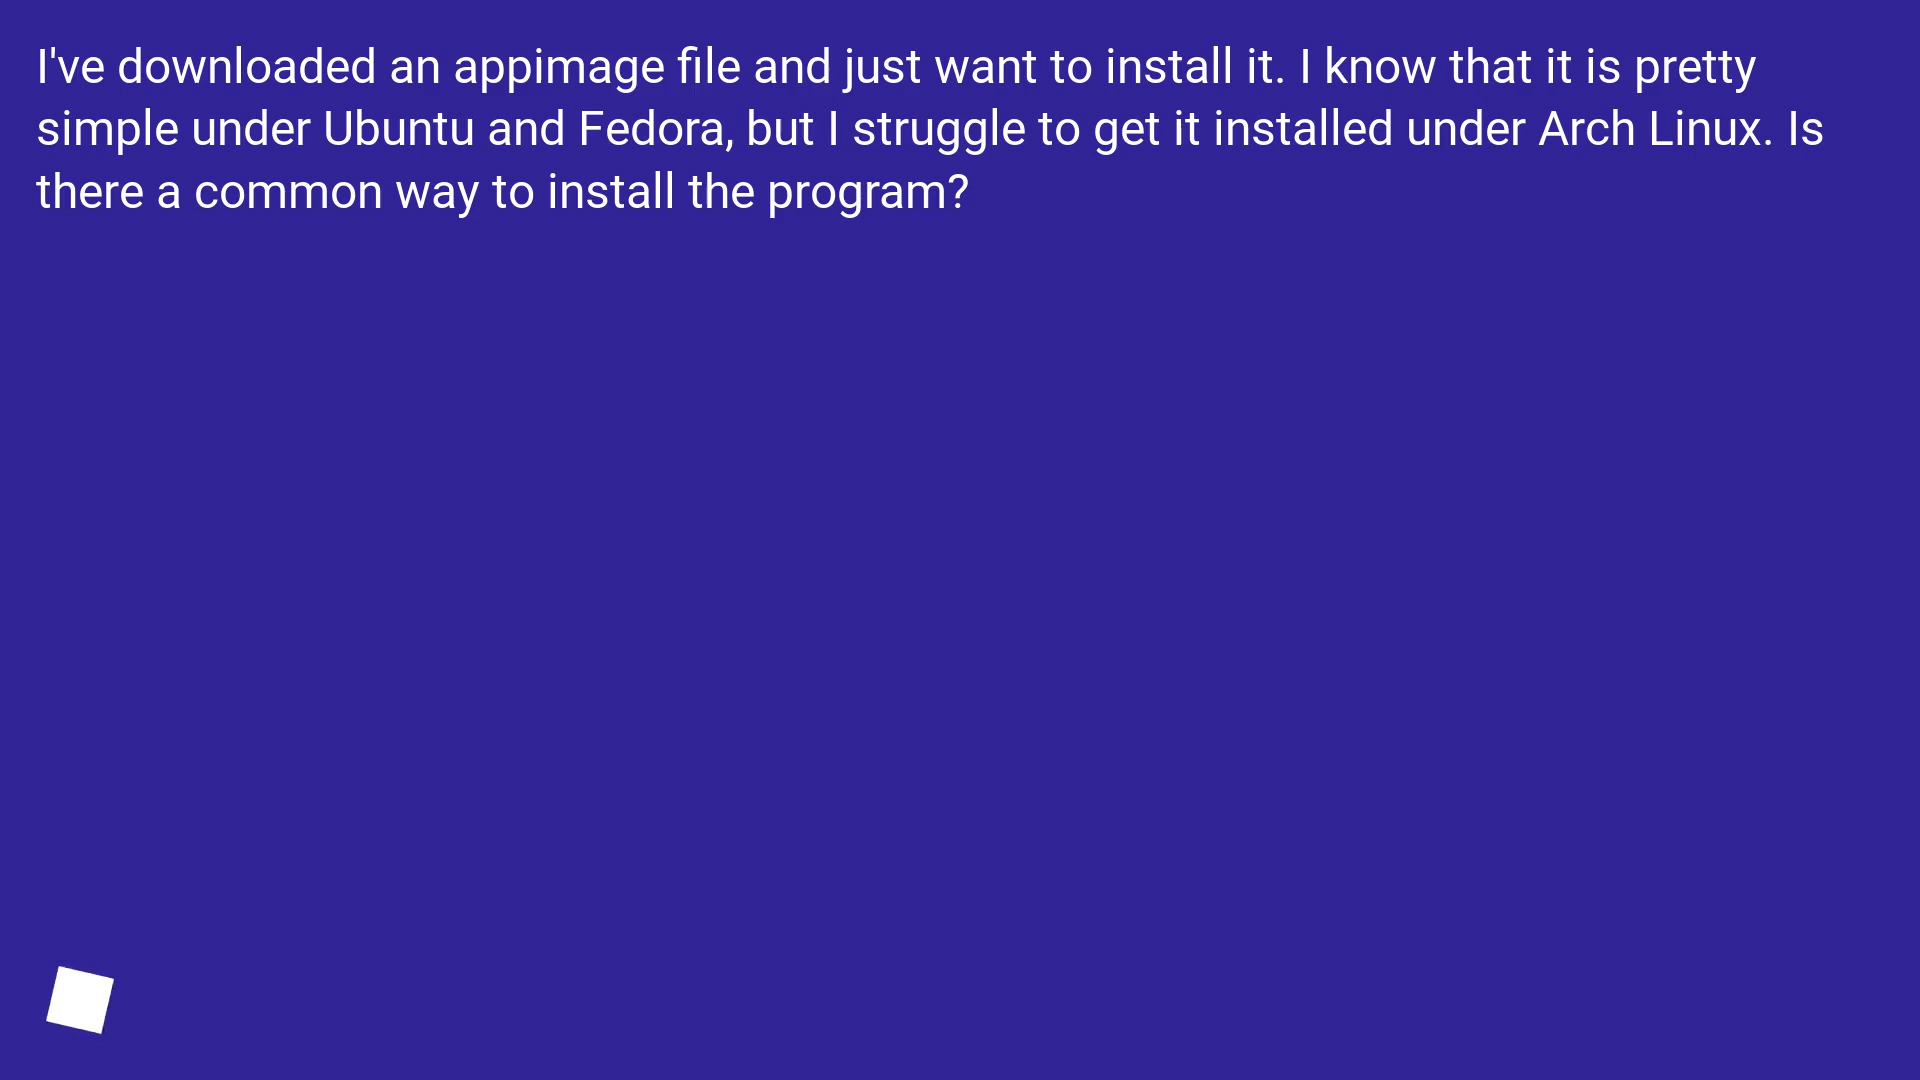 I've downloaded an appimage file and just want to install it. I know that it is pretty
simple under Ubuntu and Fedora, but I struggle to get it installed under Arch Linux. Is
there a common way to install the program?